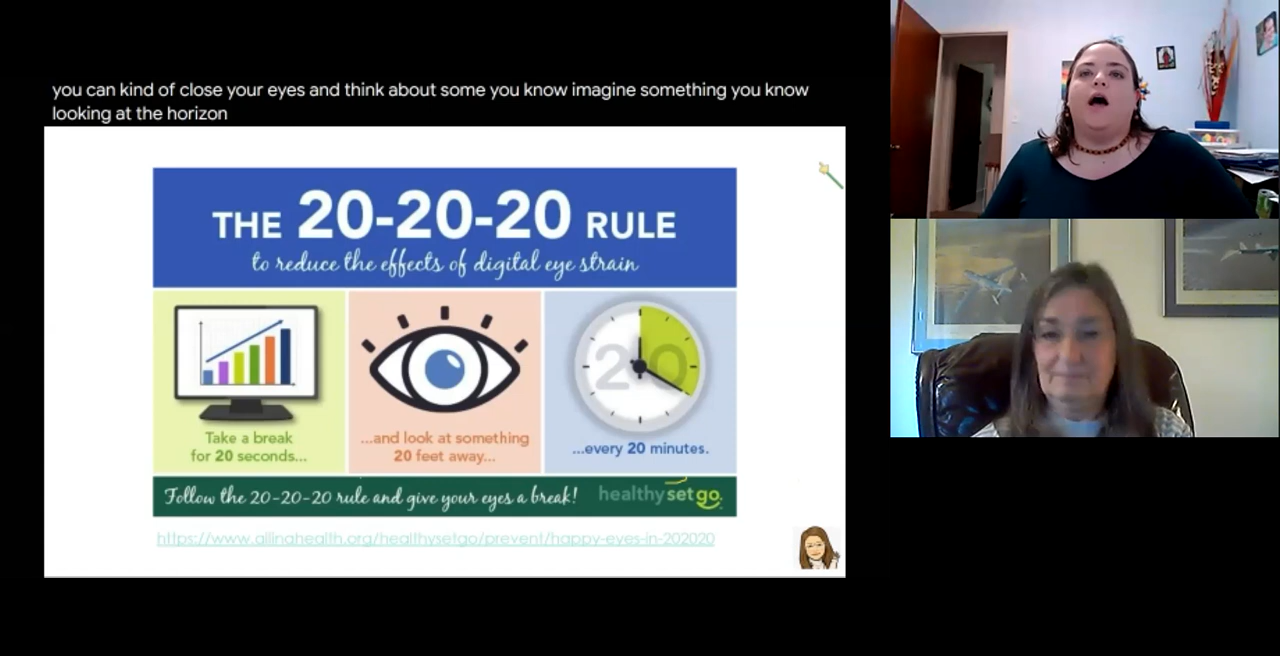 you can kind of close your eyes and think about some you know imagine something you know
looking at the horizon
THE 20-20-20 RULE
to reduce the effects of digital eye strain
Take a break
for 20 seconds...
...and look at something
20 feet away...
20
...every 20 minutes.
Follow the 20-20-20 rule and give your eyes a break!
healthysetgo.
https://www.allinahealth.org/healthysetgo/prevent/happy-eyes-in-202020